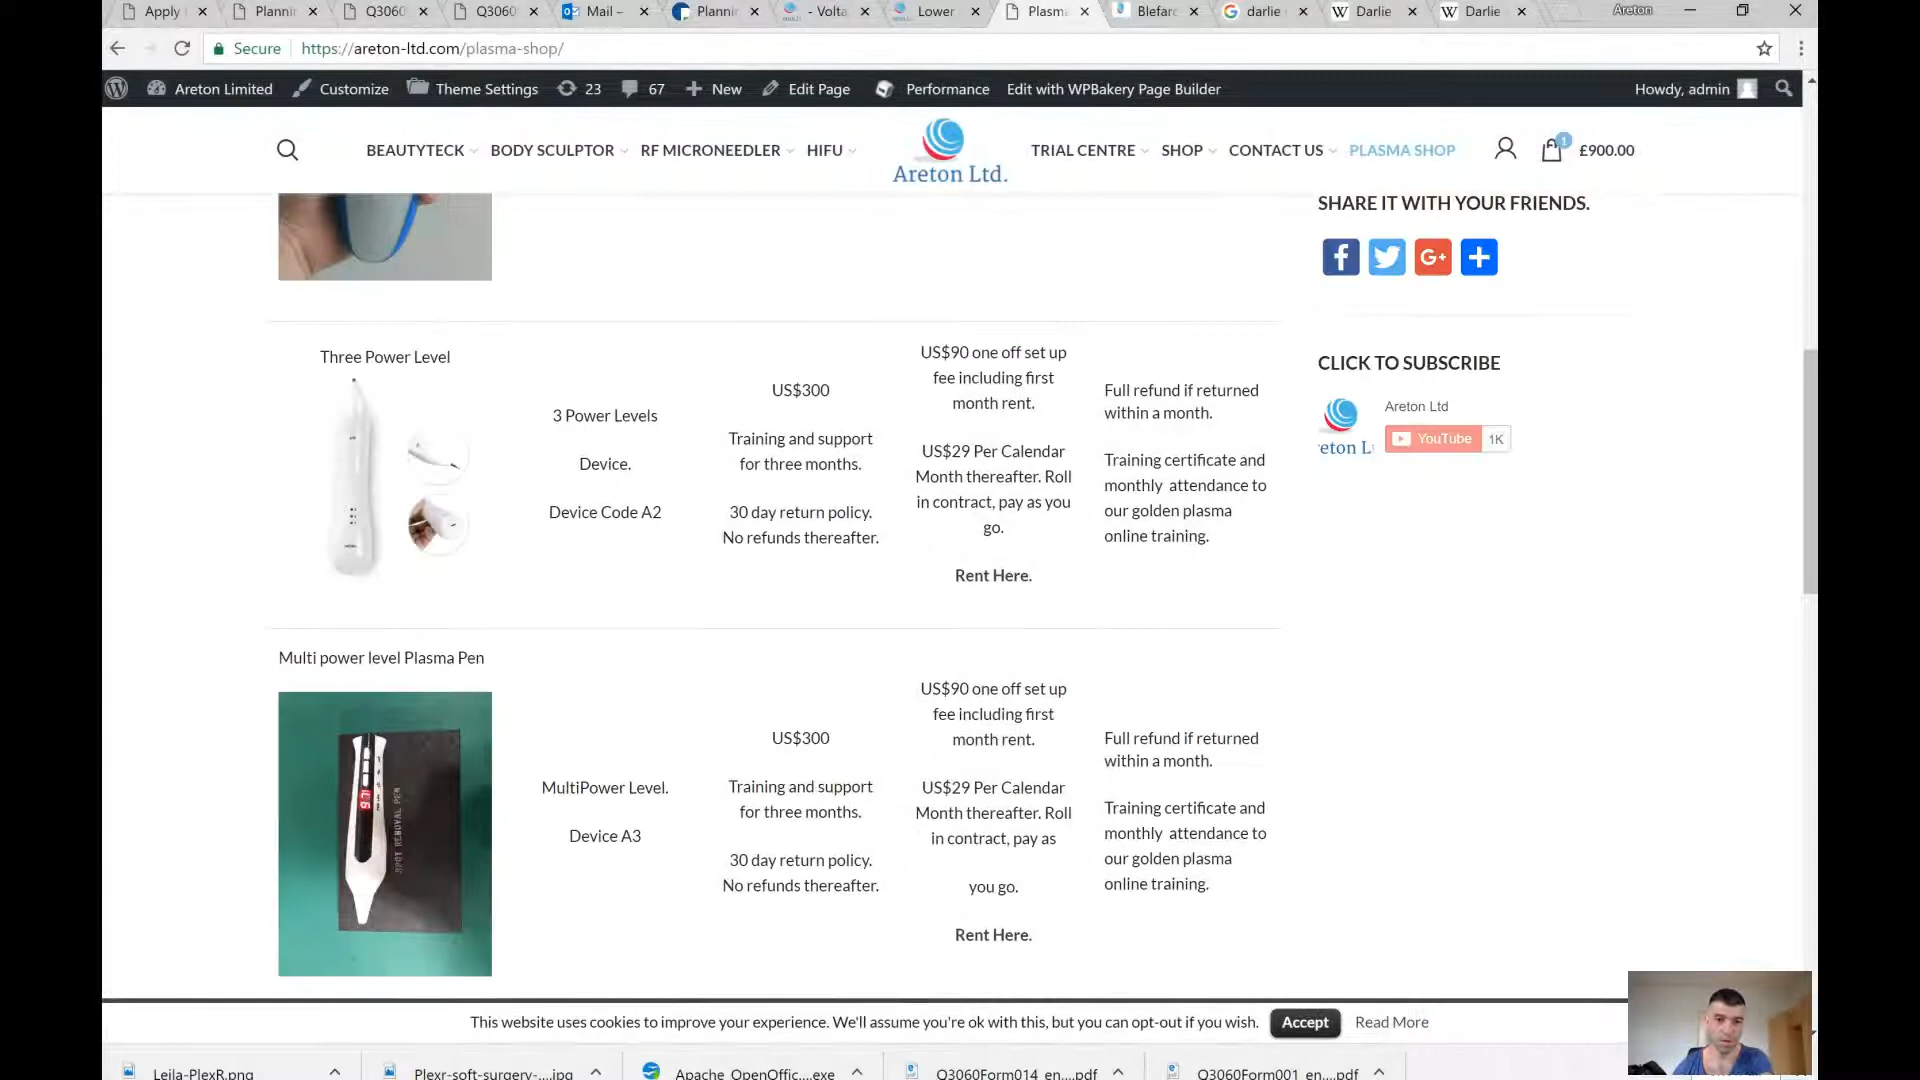 Apply
Plannin
Q3060
Q3060
Mail –
Plannin
- Volta
Lower
Plasma
Blefaro
darlie
Darlie
Darlie
Areton
Secure
https://areton-ltd.com/plasma-shop/
Areton Limited
Customize
Theme Settings
23
67
New
Edit Page
Performance
Edit with WPBakery Page Builder
Howdy, admin
BEAUTYTECK
BODY SCULPTOR
RF MICRONEEDLER
HIFU
Areton Ltd.
TRIAL CENTRE
SHOP
CONTACT US
PLASMA SHOP
1
£900.00
SHARE IT WITH YOUR FRIENDS.
Three Power Level
3 Power Levels
Device.
Device Code A2
US$300
Training and support
for three months.
30 day return policy.
No refunds thereafter.
US$90 one off set up
fee including first
month rent.
US$29 Per Calendar
Month thereafter. Roll
in contract, pay as you
go.
Rent Here.
Full refund if returned
within a month.
Training certificate and
monthly attendance to
our golden plasma
online training.
CLICK TO SUBSCRIBE
Areton Ltd
YouTube
1K
Multi power level Plasma Pen
SPOT REMOVAL PEN
MultiPower Level.
Device A3
US$300
Training and support
for three months.
30 day return policy.
No refunds thereafter.
US$90 one off set up
fee including first
month rent.
US$29 Per Calendar
Month thereafter. Roll
in contract, pay as
you go.
Rent Here.
Full refund if returned
within a month.
Training certificate and
monthly attendance to
our golden plasma
online training.
This website uses cookies to improve your experience. We'll assume you're ok with this, but you can opt-out if you wish.
Accept
Read More
Leila-PlexR.png
Plexr-soft-surgery-....jpg
Apache_OpenOffic....exe
Q3060Form014_en....pdf
Q3060Form001_en....pdf